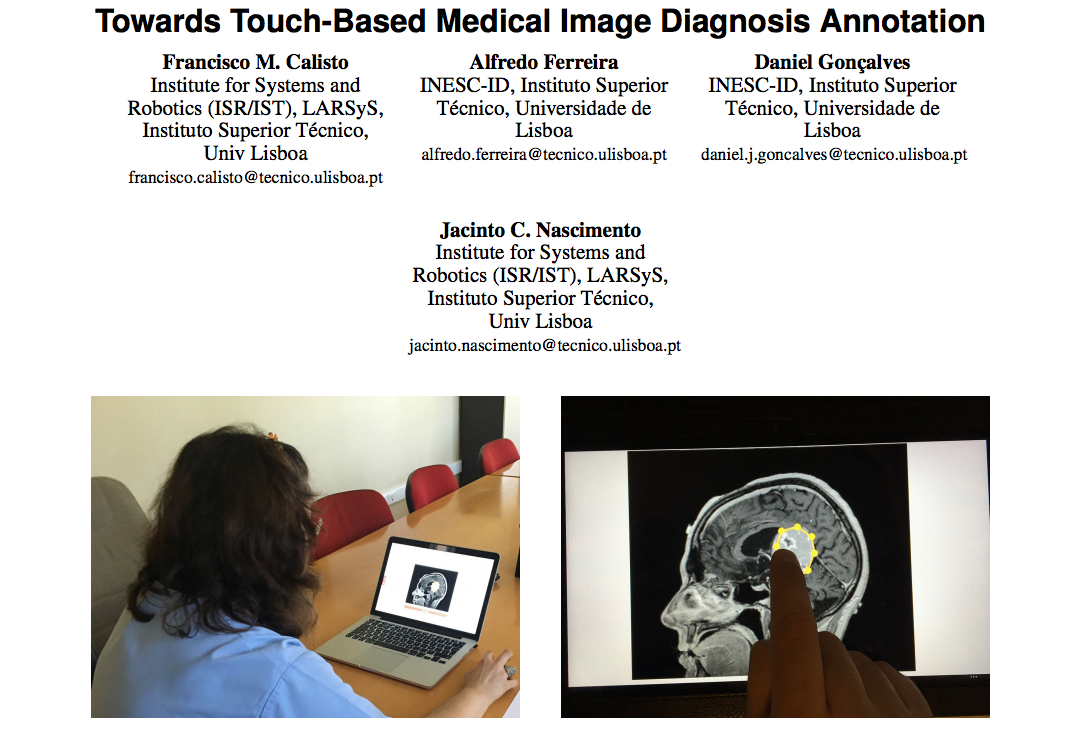 Towards Touch-Based Medical Image Diagnosis Annotation
Francisco M. Calisto
Institute for Systems and
Robotics (ISR/IST), LARSyS,
Instituto Superior Técnico,
Univ Lisboa
francisco.calisto@tecnico.ulisboa.pt
Alfredo Ferreira
INESC-ID, Instituto Superior
Técnico, Universidade de
Lisboa
alfredo.ferreira@tecnico.ulisboa.pt
Daniel Gonçalves
INESC-ID, Instituto Superior
Técnico, Universidade de
Lisboa
daniel.j.goncalves@tecnico.ulisboa.pt
Jacinto C. Nascimento
Institute for Systems and
Robotics (ISR/IST), LARSyS,
Instituto Superior Técnico,
Univ Lisboa
jacinto.nascimento@tecnico.ulisboa.pt